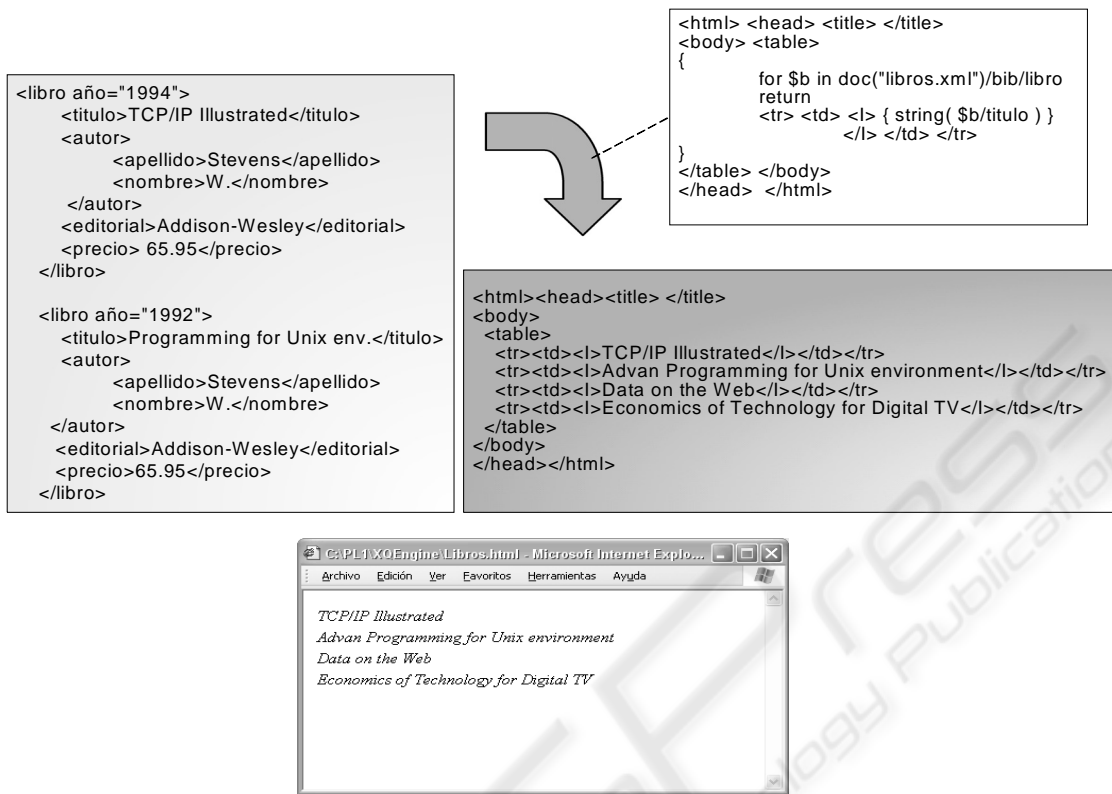 <html> <head> <title> </title>
<body> <table>
{
for $b in doc("libros.xml")/bib/libro
return
<tr> <td> <I> { string( $b/titulo ) }
</I> </td> </tr>
}
</table> </body>
</head> </html>
<libro año="1994">
<titulo>TCP/IP Illustrated</titulo>
<autor>
<apellido>Stevens</apellido>
<nombre>W.</nombre>
</autor>
<editorial>Addison-Wesley</editorial>
<precio> 65.95</precio>
</libro>
<libro año="1992">
<titulo>Programming for Unix env.</titulo>
<autor>
<apellido>Stevens</apellido>
<nombre>W.</nombre>
</autor>
<editorial>Addison-Wesley</editorial>
<precio>65.95</precio>
</libro>
<html><head><title> </title>
<body>
<table>
<tr><td><I>TCP/IP Illustrated</I></td></tr>
<tr><td><I>Advan Programming for Unix environment</I></td></tr>
<tr><td><I>Data on the Web</I></td></tr>
<tr><td><I>Economics of Technology for Digital TV</I></td></tr>
</table>
</body>
</head></html>
C:\PL1\XQEngine\Libros.html - Microsoft Internet Explo...
Archivo Edición Ver Favoritos Herramientas Ayuda
TCP/IP Illustrated
Advan Programming for Unix environment
Data on the Web
Economics of Technology for Digital TV